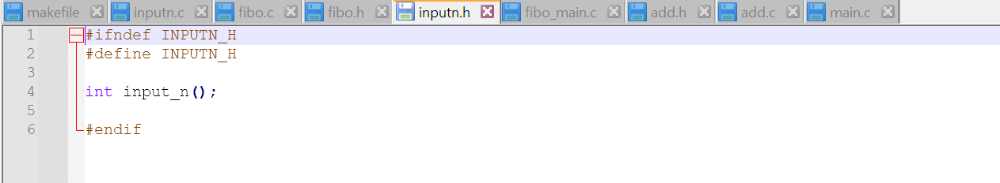 makefile inputn.c fibo.c fibo.h inputn.h fibo_main.c add.h add.c main.c
1 #ifndef INPUTN_H
2 #define INPUTN_H
3
4 int input_n();
5
6 #endif